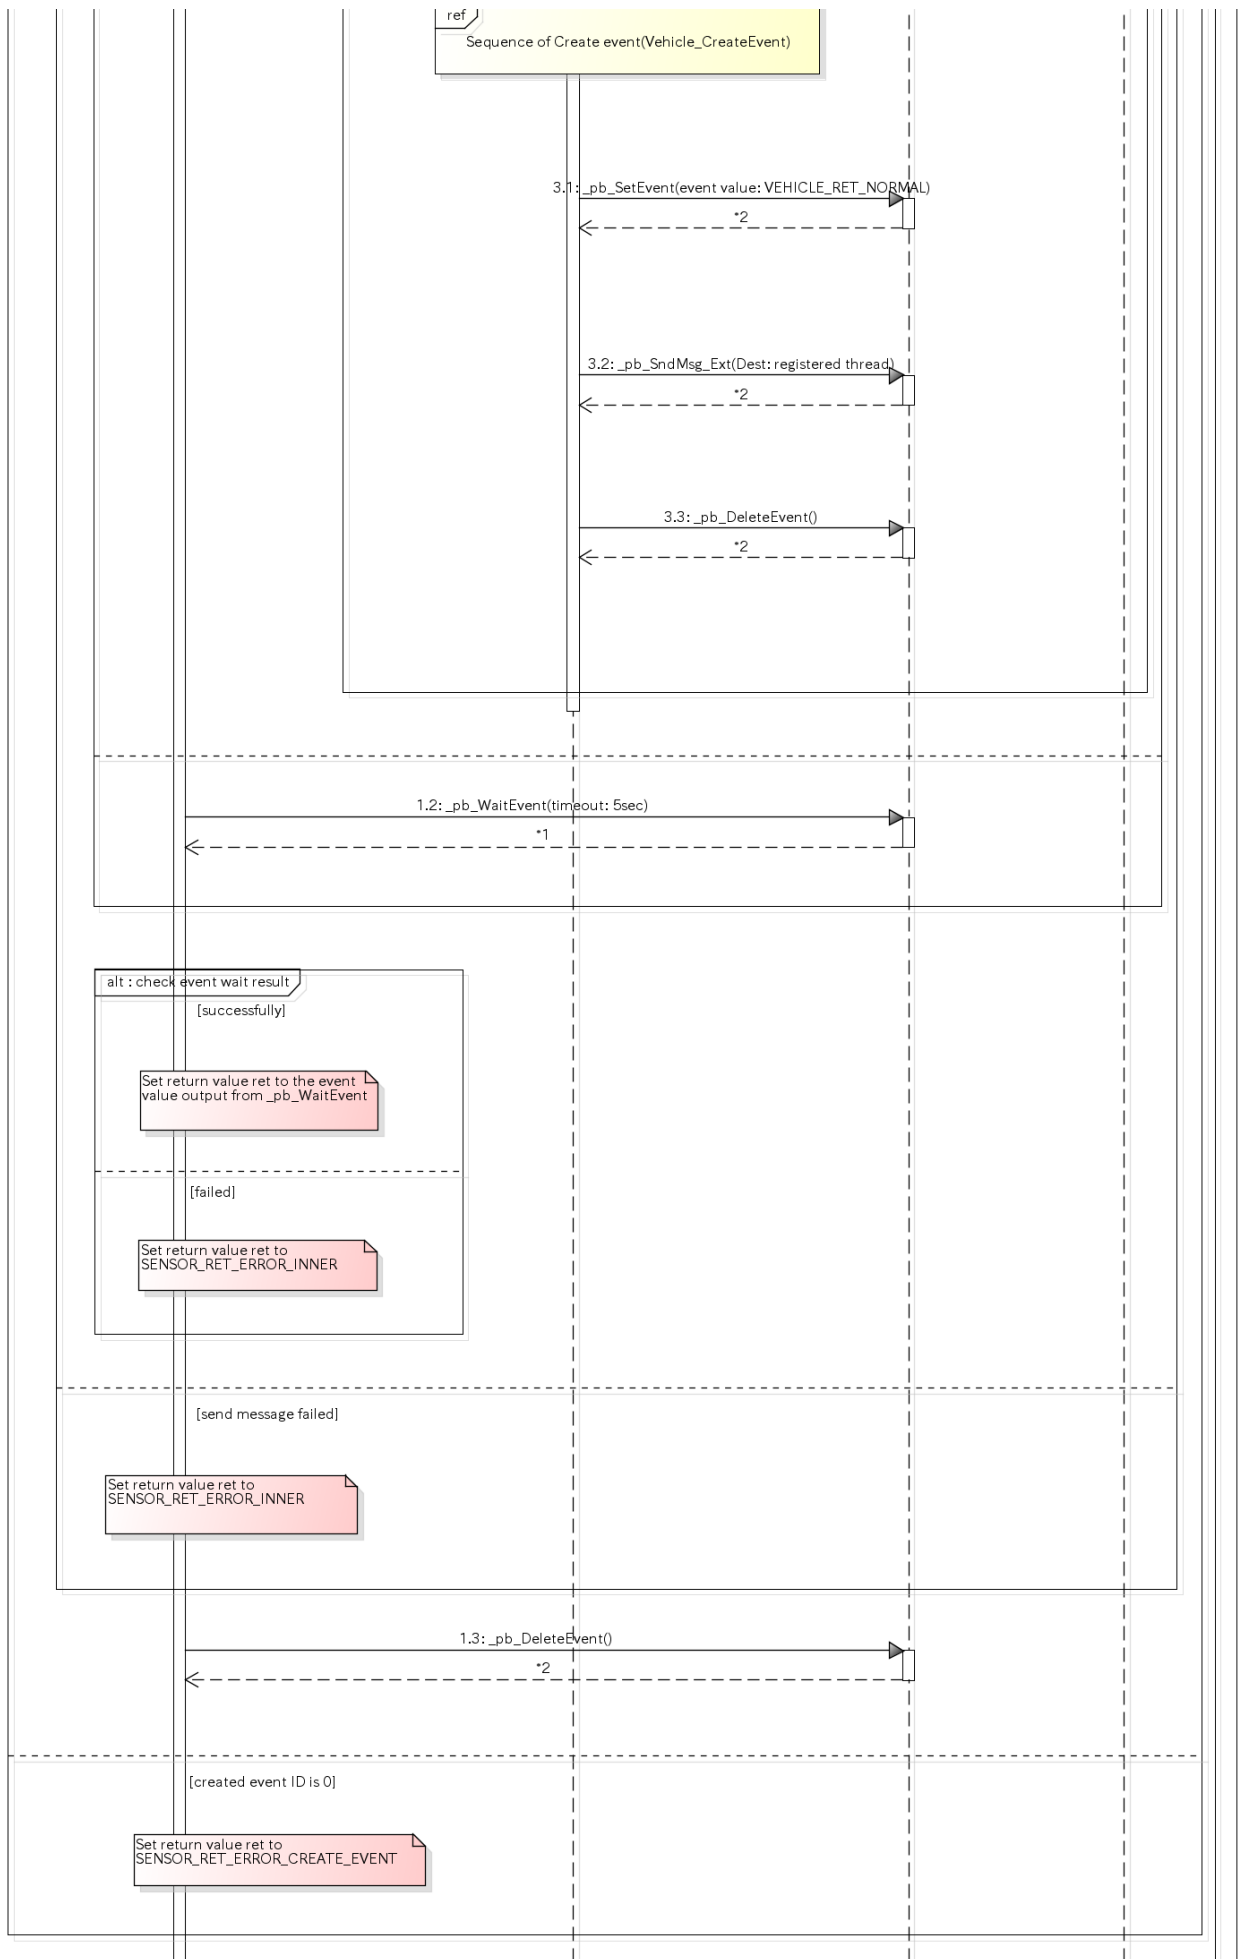 ref
Sequence of Create event(Vehicle_CreateEvent)
3.1: _pb_SetEvent(event value: VEHICLE_RET_NORMAL)
*2
3.2: _pb_SndMsg_Ext(Dest: registered thread)
*2
3.3: _pb_DeleteEvent()
*2
1.2: _pb_WaitEvent(timeout: 5sec)
*1
alt : check event wait result
[successfully]
Set return value ret to the event
value output from _pb_WaitEvent
[failed]
Set return value ret to
SENSOR_RET_ERROR_INNER
[send message failed]
Set return value ret to
SENSOR_RET_ERROR_INNER
1.3: _pb_DeleteEvent()
*2
[created event ID is 0]
Set return value ret to
SENSOR_RET_ERROR_CREATE_EVENT